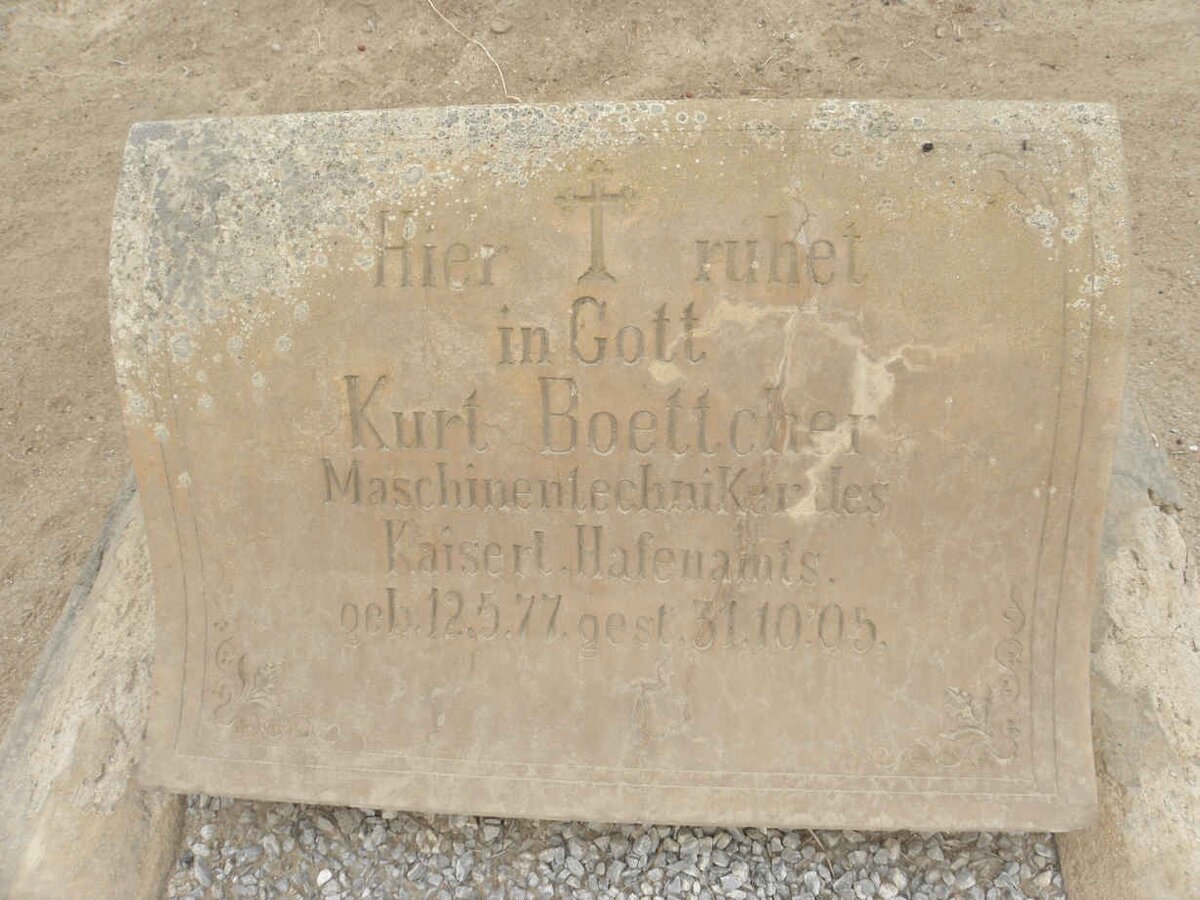 Hier ruhet
in Gott
Kurt Boettcher
Maschinentechniker des
Kaiserl. Hafenamts.
geb. 12.5.77. gest. 31.10.05.